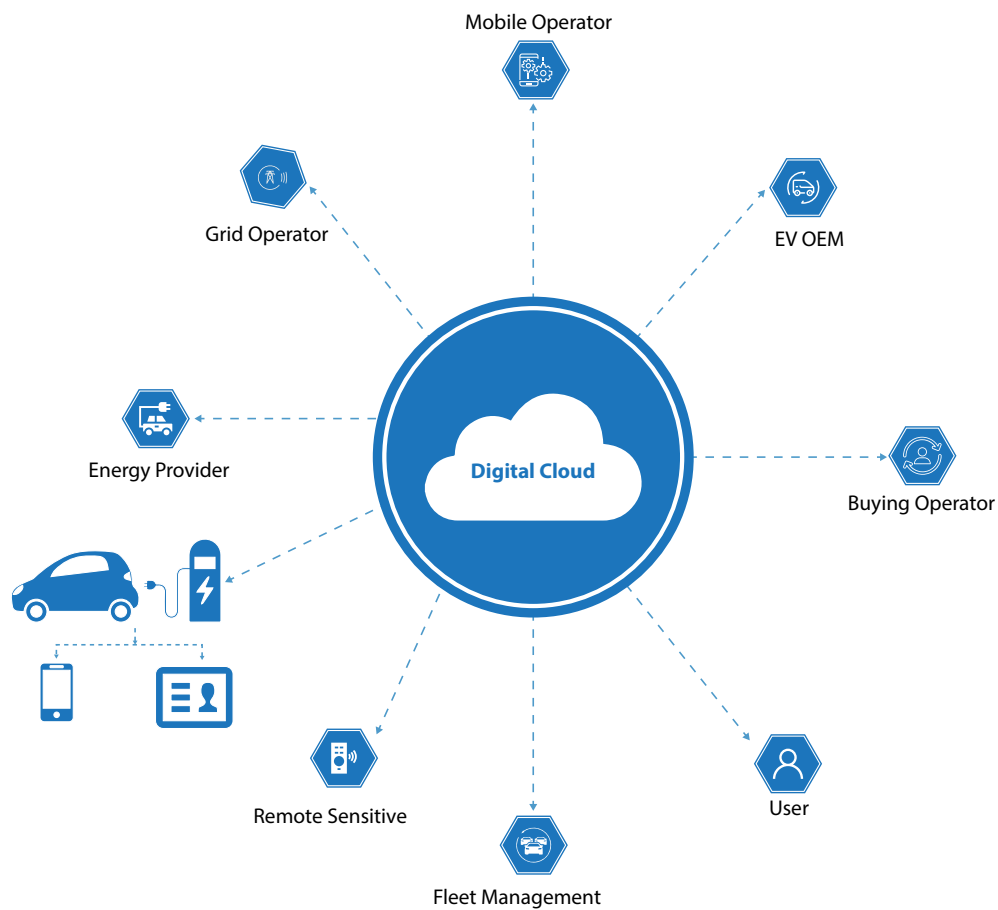 Mobile Operator
Grid Operator
EV OEM
Energy Provider
Digital Cloud
Buying Operator
Remote Sensitive
User
Fleet Management